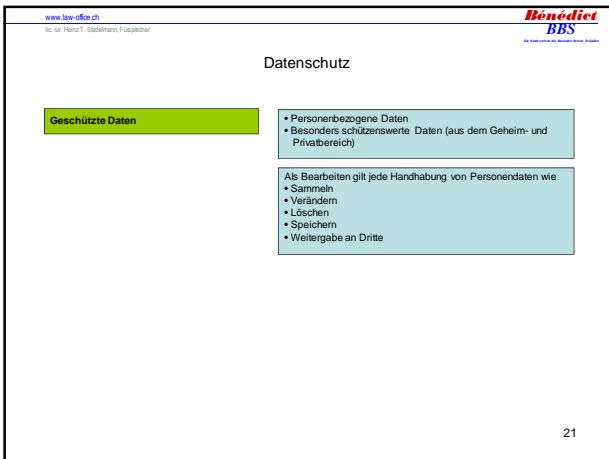 www.law-office.ch
lic. iur. Heinz T. Stadelmann, Fürsprecher
Bénédict
BBS
Datenschutz
Geschützte Daten
• Personenbezogene Daten
• Besonders schützenswerte Daten (aus dem Geheim- und
Privatbereich)
Als Bearbeiten gilt jede Handhabung von Personendaten wie
• Sammeln
• Verändern
• Löschen
• Speichern
• Weitergabe an Dritte
21